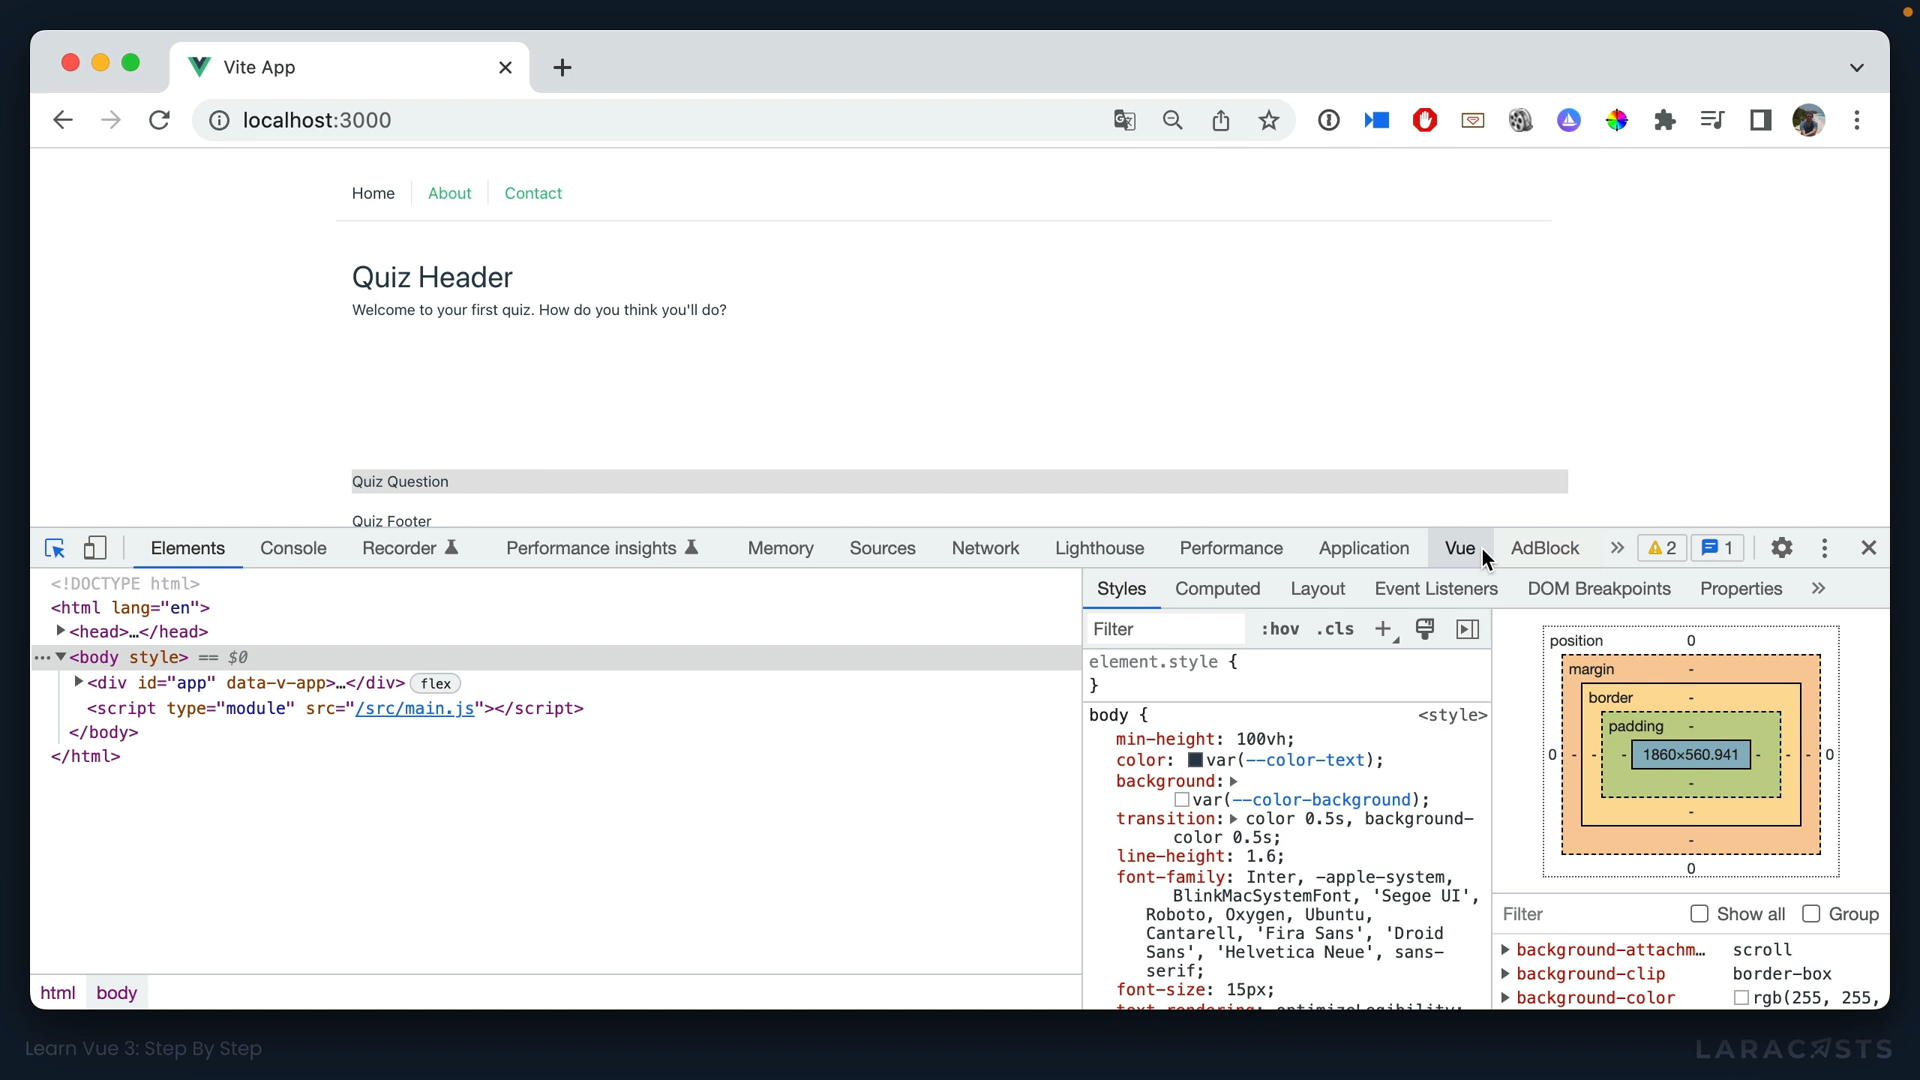 Vite App
localhost:3000
Home
About
Contact
Quiz Header
Welcome to your first quiz. How do you think you'll do?
Quiz Question
Quiz Footer
Elements
Console
Recorder
Performance insights
Memory
Sources
Network
Lighthouse
Performance
Application
Vue
AdBlock
2
1
<!DOCTYPE html>
<html lang="en">
<head>…</head>
<body style> == $0
<div id="app" data-v-app>…</div> flex
<script type="module" src="/src/main.js"></script>
</body>
</html>
html body
Styles
Computed
Layout
Event Listeners
DOM Breakpoints
Properties
Filter
:hov .cls
element.style {
}
body { <style>
min-height: 100vh;
color: var(--color-text);
background:
var(--color-background);
transition: color 0.5s, background-
color 0.5s;
line-height: 1.6;
font-family: Inter, -apple-system,
BlinkMacSystemFont, 'Segoe UI',
Roboto, Oxygen, Ubuntu,
Cantarell, 'Fira Sans', 'Droid
Sans', 'Helvetica Neue', sans-
serif;
font-size: 15px;
text-rendering: optimizeLegibility;
position 0
margin -
border -
padding -
0 - - - 1860×560.941 - - - 0
-
-
-
0
Filter Show all Group
background-attachm… scroll
background-clip border-box
background-color rgb(255, 255,
Learn Vue 3: Step By Step
LARACASTS